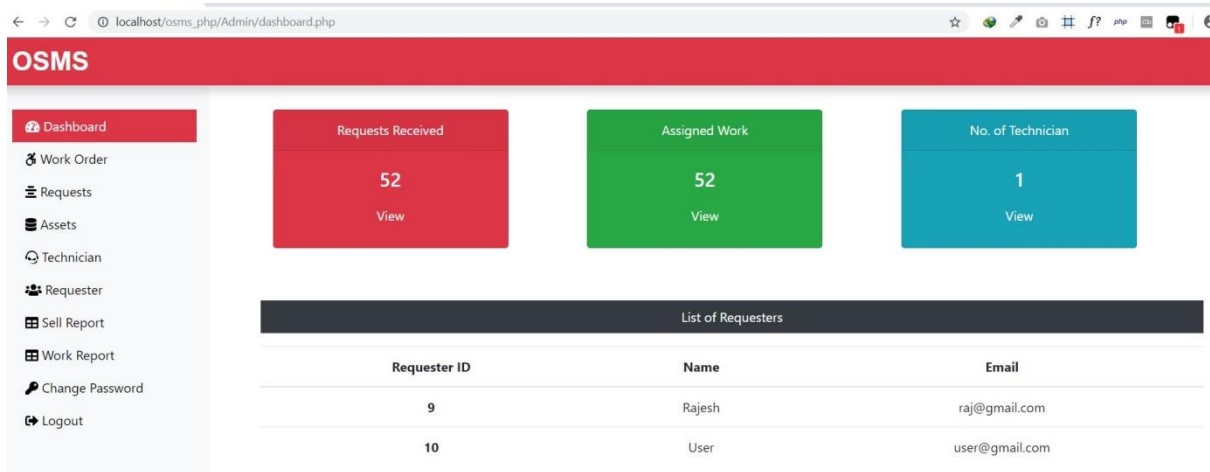 localhost/osms_php/Admin/dashboard.php
f? php
1
OSMS
Dashboard
Work Order
Requests
Assets
Technician
Requester
Sell Report
Work Report
Change Password
Logout
Requests Received
52
View
Assigned Work
52
View
No. of Technician
1
View
List of Requesters
Requester ID Name Email
9 Rajesh raj@gmail.com
10 User user@gmail.com